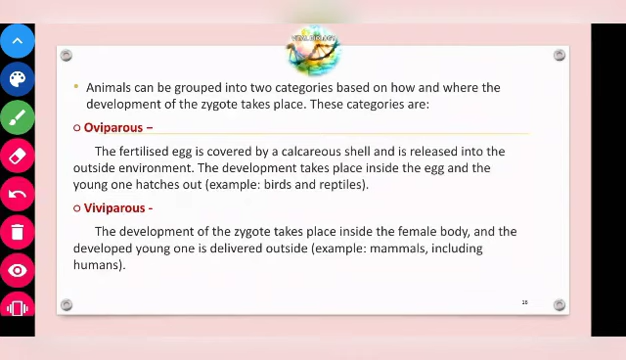 VITAL BIOLOGY
• Animals can be grouped into two categories based on how and where the
development of the zygote takes place. These categories are:
Oviparous –
The fertilised egg is covered by a calcareous shell and is released into the
outside environment. The development takes place inside the egg and the
young one hatches out (example: birds and reptiles).
Viviparous -
The development of the zygote takes place inside the female body, and the
developed young one is delivered outside (example: mammals, including
humans).